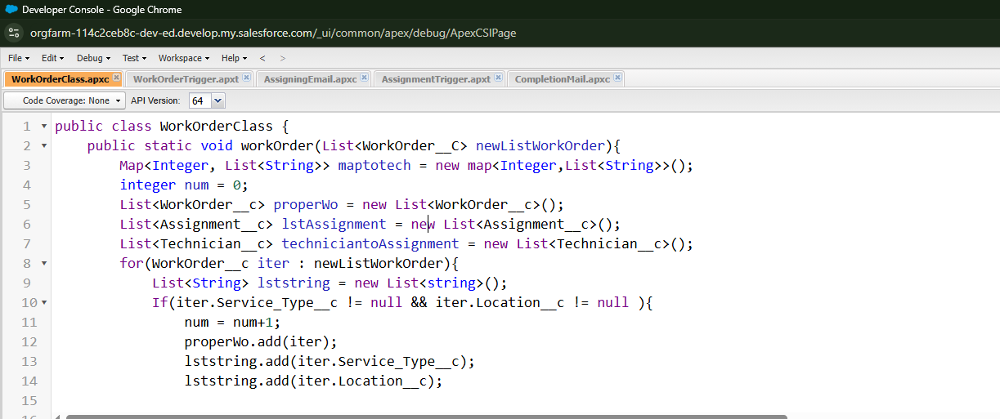 Developer Console - Google Chrome
orgfarm-114c2ceb8c-dev-ed.develop.my.salesforce.com/_ui/common/apex/debug/ApexCSIPage
File Edit Debug Test Workspace Help < >
WorkOrderClass.apxc WorkOrderTrigger.apxt AssigningEmail.apxc AssignmentTrigger.apxt CompletionMail.apxc
Code Coverage: None API Version: 64
1 public class WorkOrderClass {
2 public static void workOrder(List<WorkOrder__C> newListWorkOrder){
3 Map<Integer, List<String>> maptotech = new map<Integer,List<String>>();
4 integer num = 0;
5 List<WorkOrder__c> properWo = new List<WorkOrder__c>();
6 List<Assignment__c> lstAssignment = new List<Assignment__c>();
7 List<Technician__c> techniciantoAssignment = new List<Technician__c>();
8 for(WorkOrder__c iter : newListWorkOrder){
9 List<String> lststring = new List<string>();
10 If(iter.Service_Type__c != null && iter.Location__c != null ){
11 num = num+1;
12 properWo.add(iter);
13 lststring.add(iter.Service_Type__c);
14 lststring.add(iter.Location__c);
15